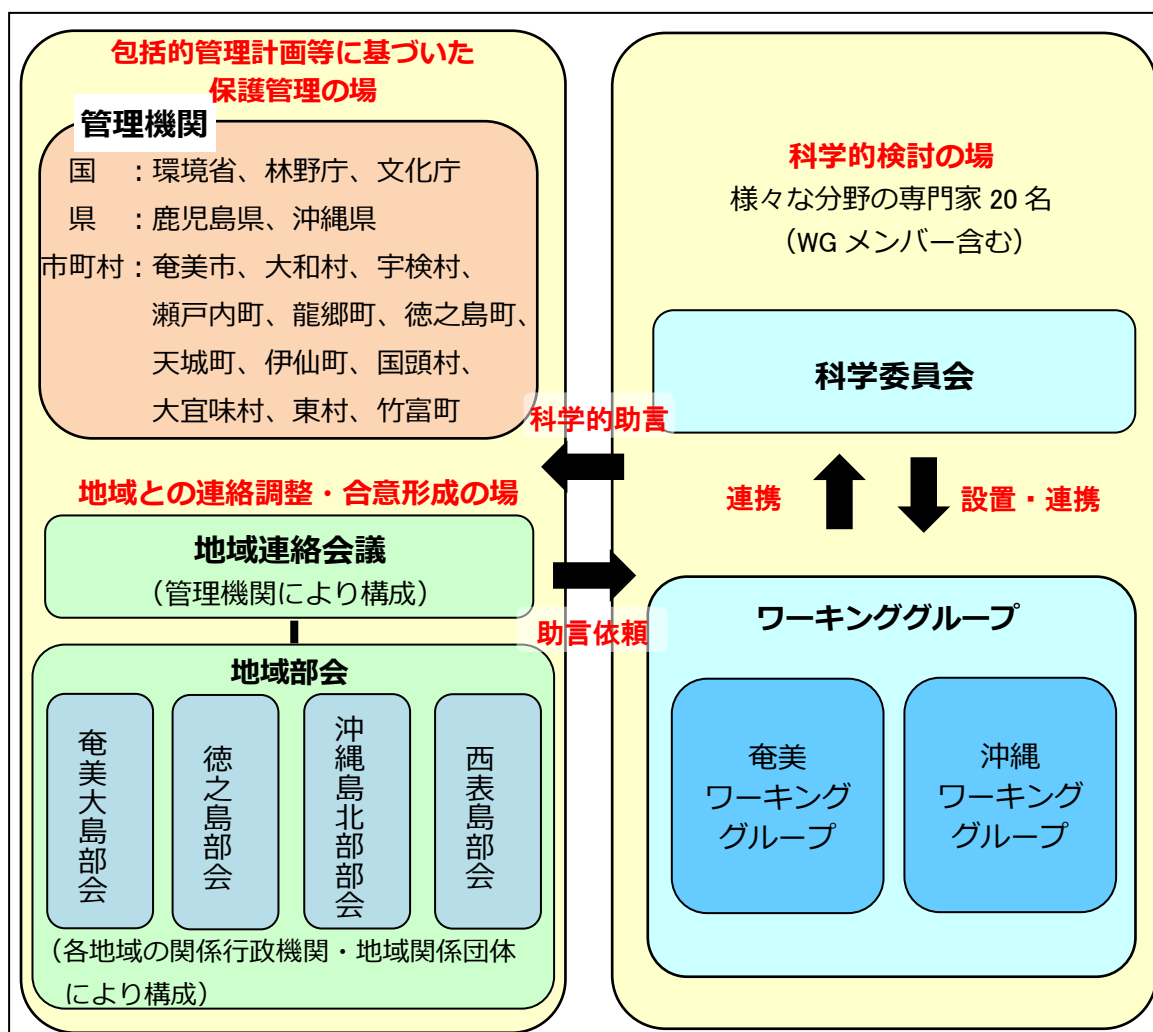 包括的管理計画等に基づいた
保護管理の場
管理機関
国 ：環境省、林野庁、文化庁
県 ：鹿児島県、沖縄県
市町村：奄美市、大和村、宇検村、
瀬戸内町、龍郷町、徳之島町、
天城町、伊仙町、国頭村、
大宜味村、東村、竹富町
地域との連絡調整・合意形成の場
地域連絡会議
（管理機関により構成）
地域部会
奄美大島部会
徳之島部会
沖縄島北部部会
西表島部会
（各地域の関係行政機関・地域関係団体
により構成）
科学的助言
助言依頼
科学的検討の場
様々な分野の専門家 20 名
（WG メンバー含む）
科学委員会
連携
設置・連携
ワーキンググループ
奄美
ワーキング
グループ
沖縄
ワーキング
グループ